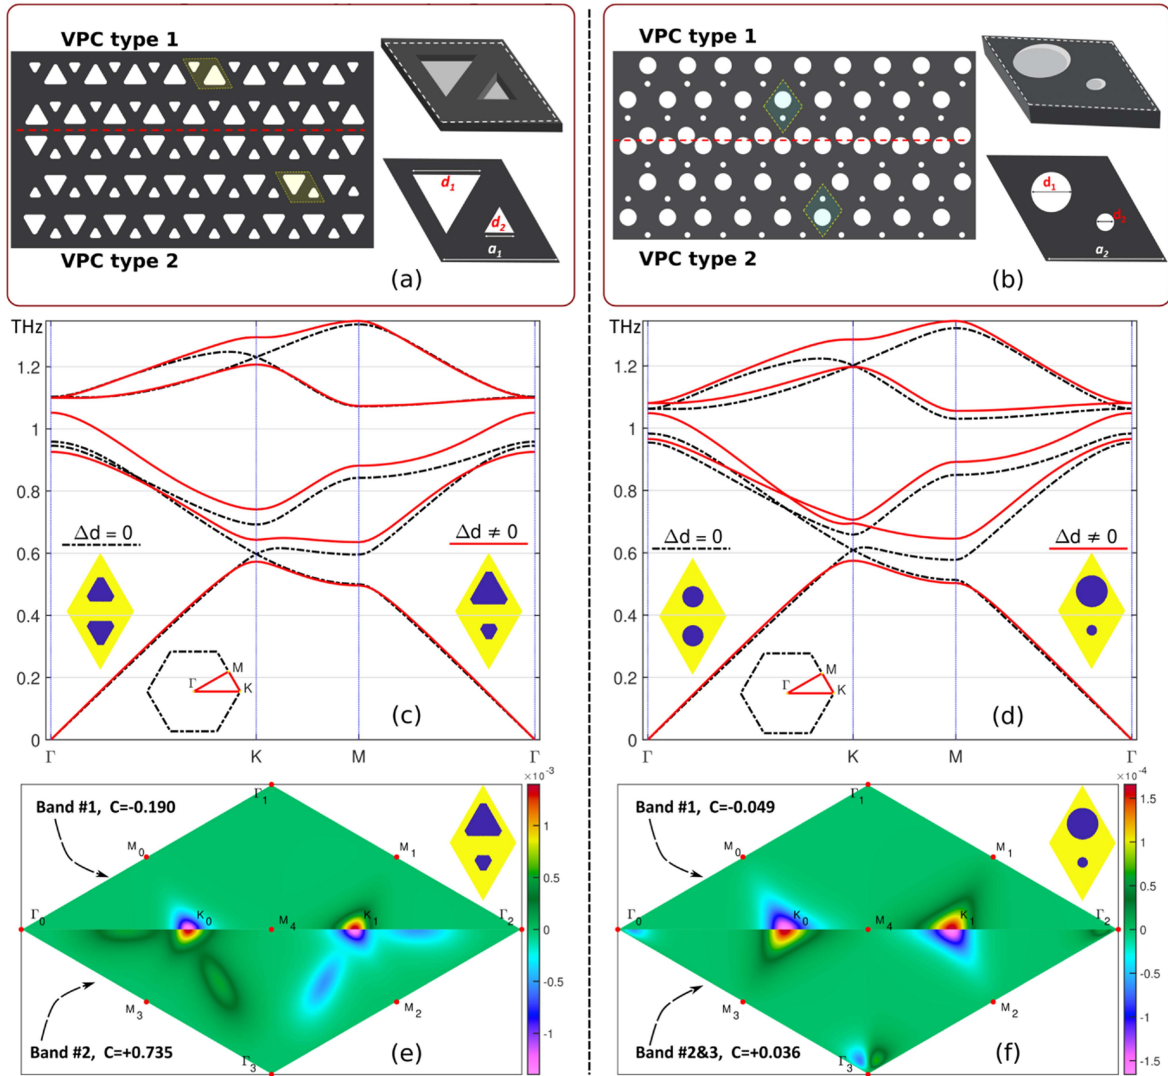 VPC type 1
d₁
d₂
a₁
VPC type 2
(a)
VPC type 1
d₁
d₂
a₂
VPC type 2
(b)
THz
1.2
1
0.8
0.6
0.4
0.2
0
Δd = 0
Δd ≠ 0
Γ
M
K
(c)
Γ
K
M
Γ
THz
1.2
1
0.8
0.6
0.4
0.2
0
Δd = 0
Δd ≠ 0
Γ
M
K
(d)
Γ
K
M
Γ
×10⁻³
Band #1, C=-0.190
Γ₁
M₀
M₁
Γ₀
K₀
M₄
K₁
Γ₂
M₃
M₂
Γ₃
Band #2, C=+0.735
(e)
1
0.5
0
-0.5
-1
×10⁻⁴
Band #1, C=-0.049
Γ₁
M₀
M₁
Γ₀
K₀
M₄
K₁
Γ₂
M₃
M₂
Γ₃
Band #2&3, C=+0.036
(f)
1.5
1
0.5
0
-0.5
-1
-1.5